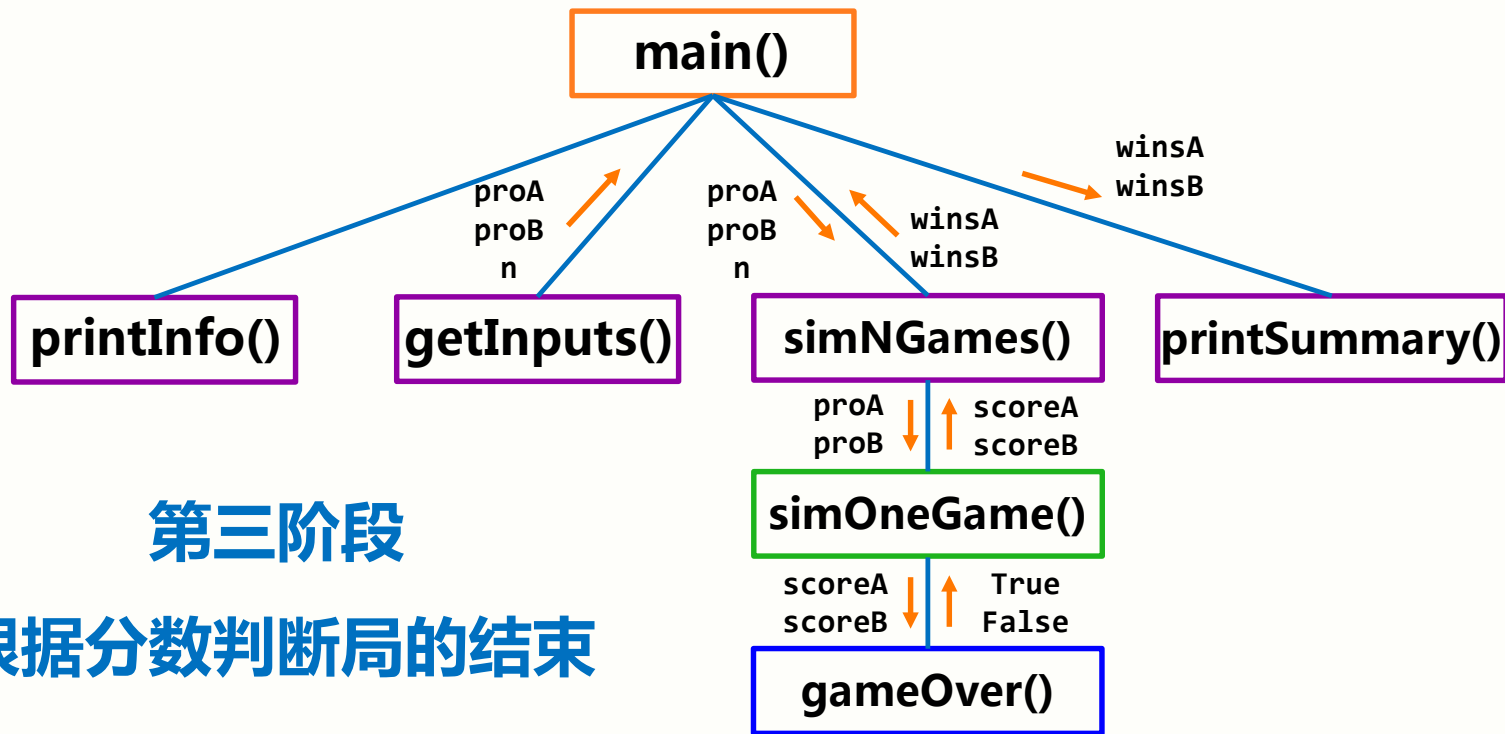 main()
proA
proB
n
proA
proB
n
winsA
winsB
winsA
winsB
printInfo()
getInputs()
simNGames()
printSummary()
proA
proB
scoreA
scoreB
simOneGame()
scoreA
scoreB
True
False
gameOver()
第三阶段
根据分数判断局的结束